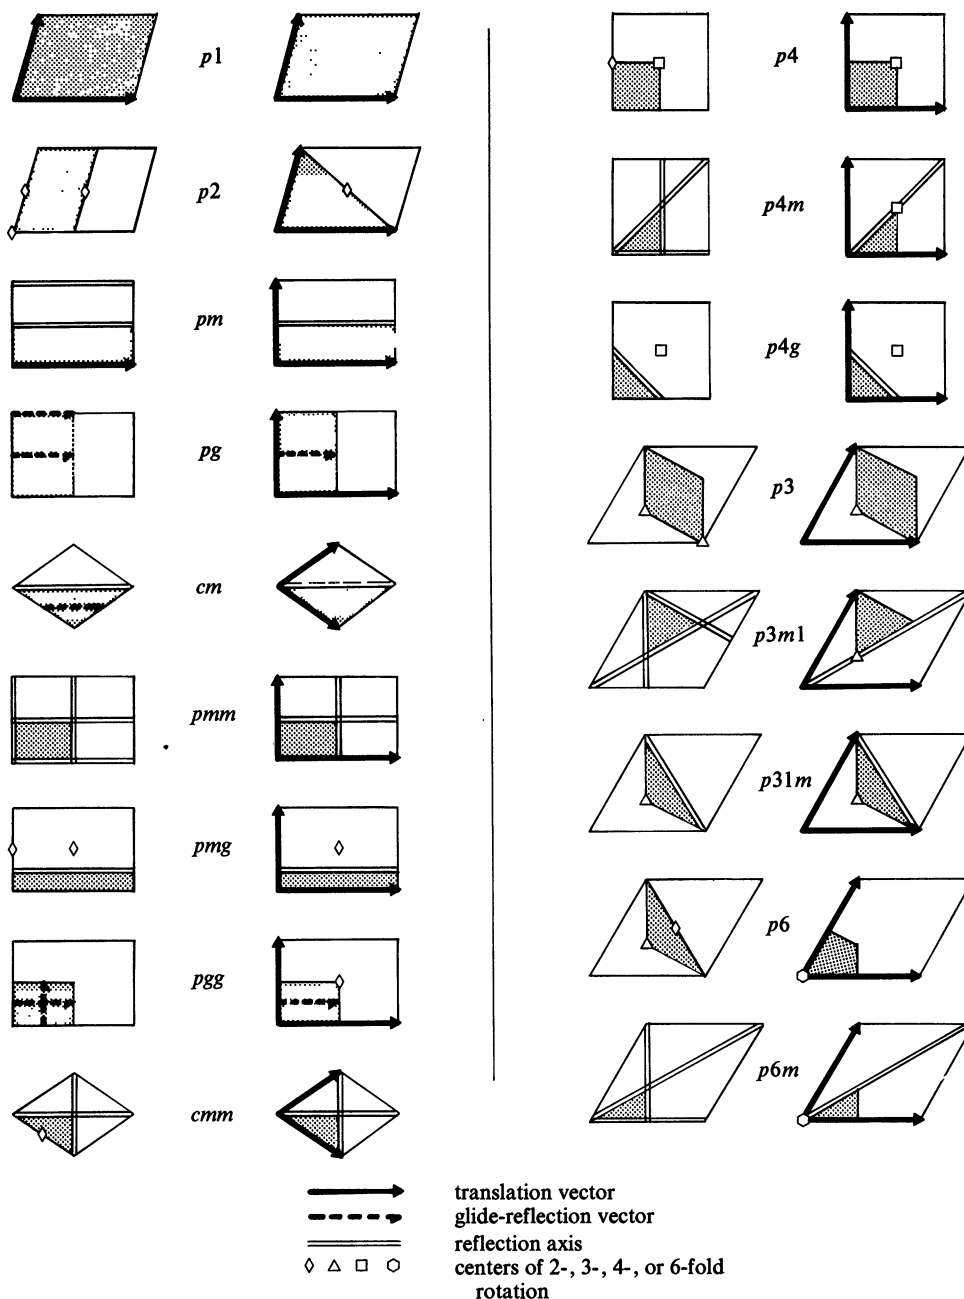 p1
p2
pm
pg
cm
pmm
pmg
pgg
cmm
p4
p4m
p4g
p3
p3m1
p31m
p6
p6m
translation vector
glide-reflection vector
reflection axis
centers of 2-, 3-, 4-, or 6-fold
rotation